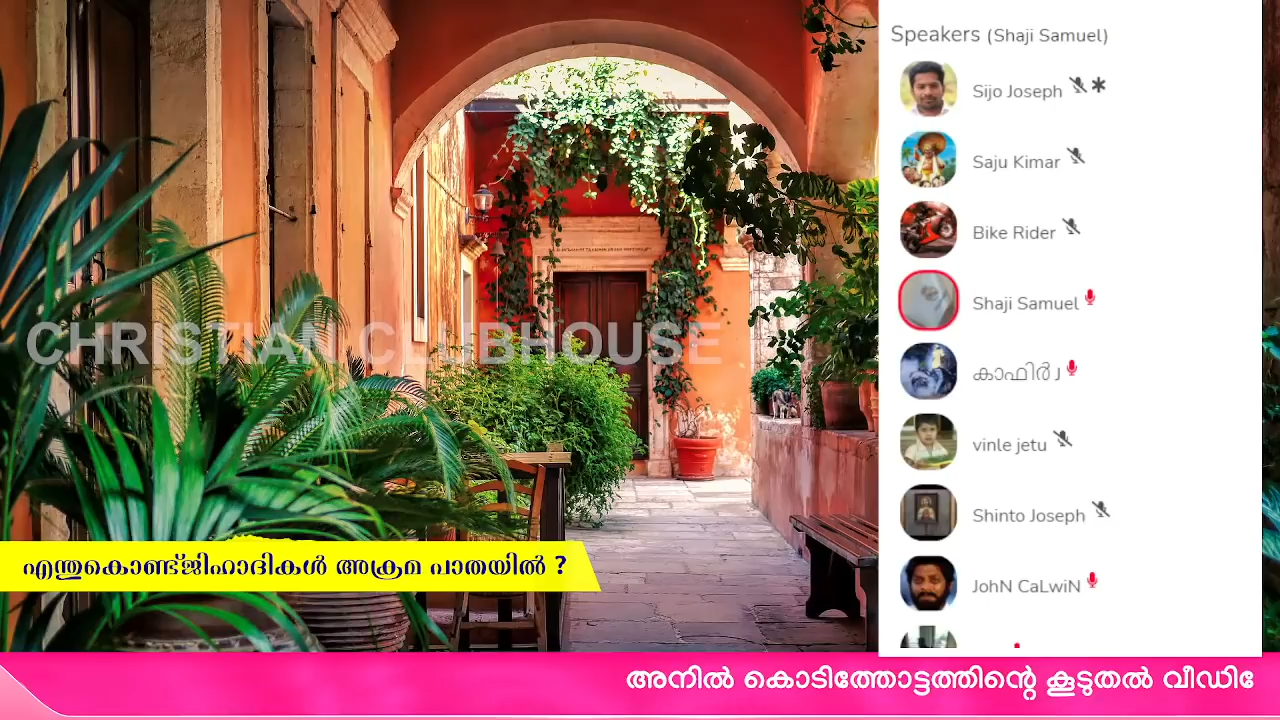 Speakers (Shaji Samuel)
Sijo Joseph
Saju Kimar
Bike Rider
Shaji Samuel
കാഫിർ J
vinle jetu
Shinto Joseph
JohN CaLwiN
CHRISTIAN CLUBHOUSE
എന്തുകൊണ്ട്ജിഹാദികൾ അക്രമ പാതയിൽ ?
അനിൽ കൊടിത്തോട്ടത്തിന്റെ കൂടുതൽ വീഡി